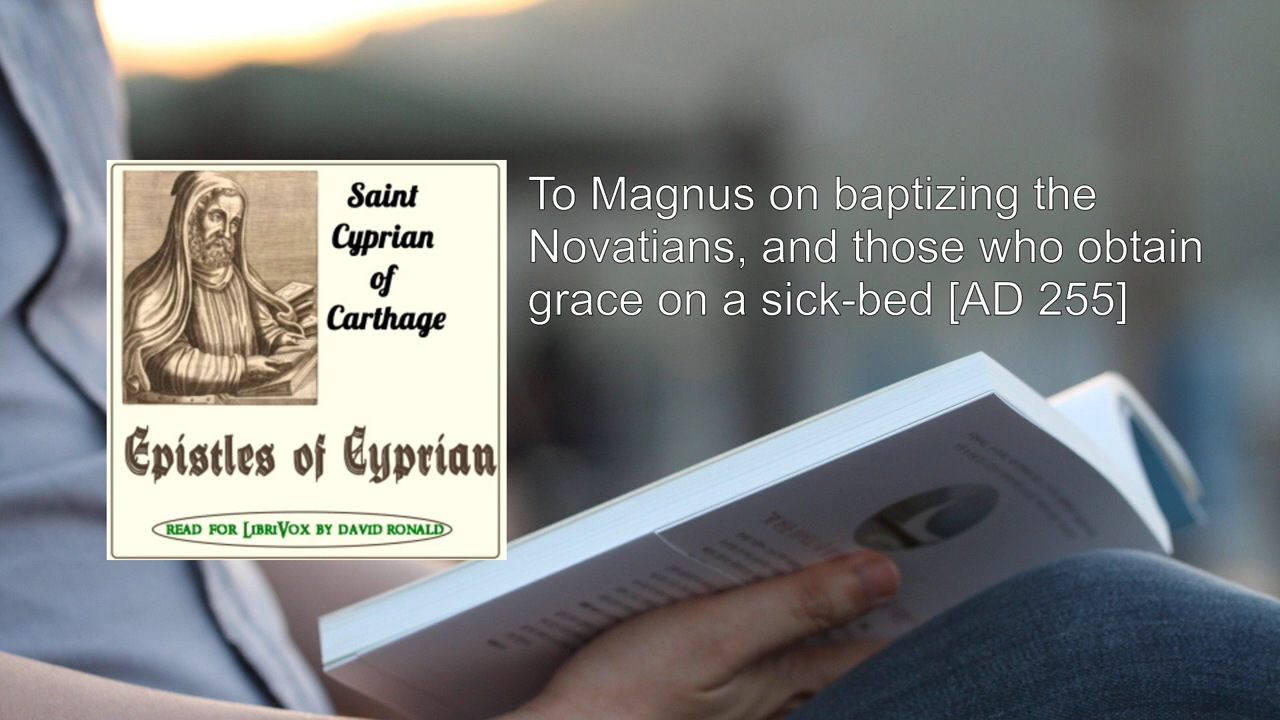 Saint
Cyprian
of
Carthage
Epistles of Cyprian
READ FOR LIBRIVOX BY DAVID RONALD
To Magnus on baptizing the
Novatians, and those who obtain
grace on a sick-bed [AD 255]